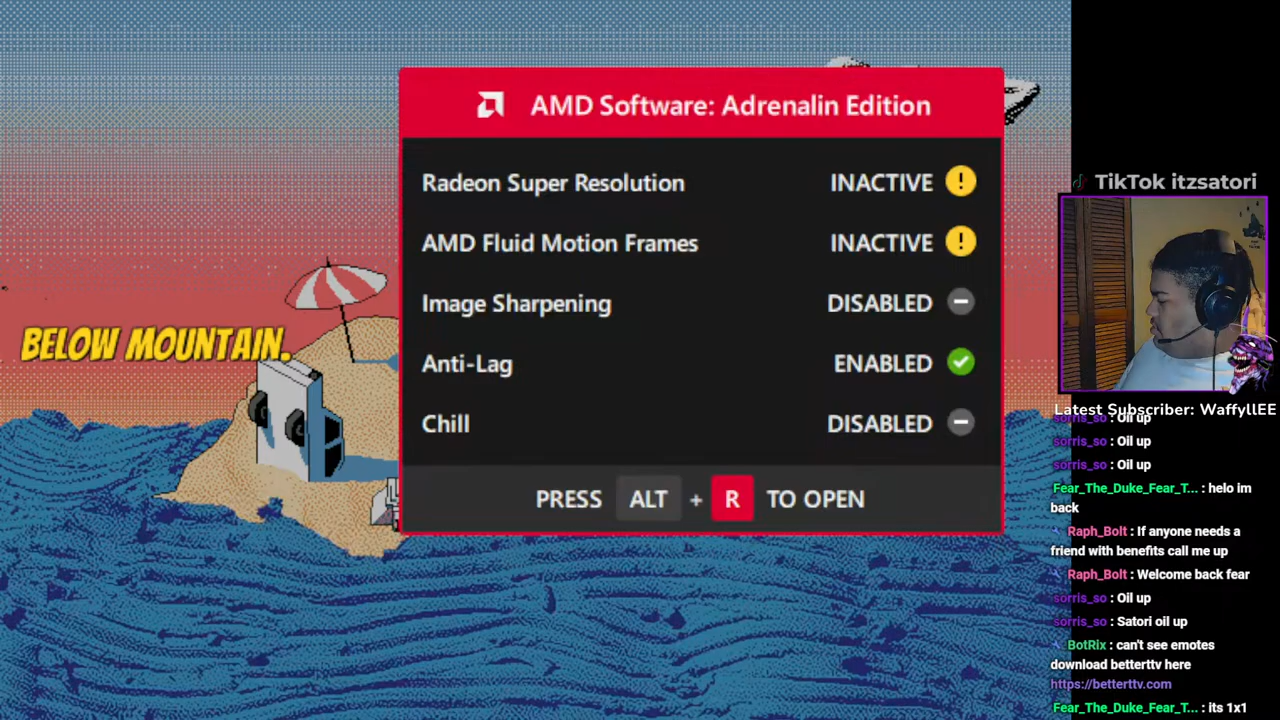 AMD Software: Adrenalin Edition
Radeon Super Resolution INACTIVE
AMD Fluid Motion Frames INACTIVE
Image Sharpening DISABLED
Anti-Lag ENABLED
Chill DISABLED
PRESS ALT + R TO OPEN
BELOW MOUNTAIN.
TikTok itzsatori
Latest Subscriber: WaffyllEE
sorris_so : Oil up
sorris_so : Oil up
sorris_so : Oil up
Fear_The_Duke_Fear_T... : helo im
back
Raph_Bolt : If anyone needs a
friend with benefits call me up
Raph_Bolt : Welcome back fear
sorris_so : Oil up
sorris_so : Satori oil up
BotRix : can't see emotes
download betterttv here
https://betterttv.com
Fear_The_Duke_Fear_T... : its 1x1